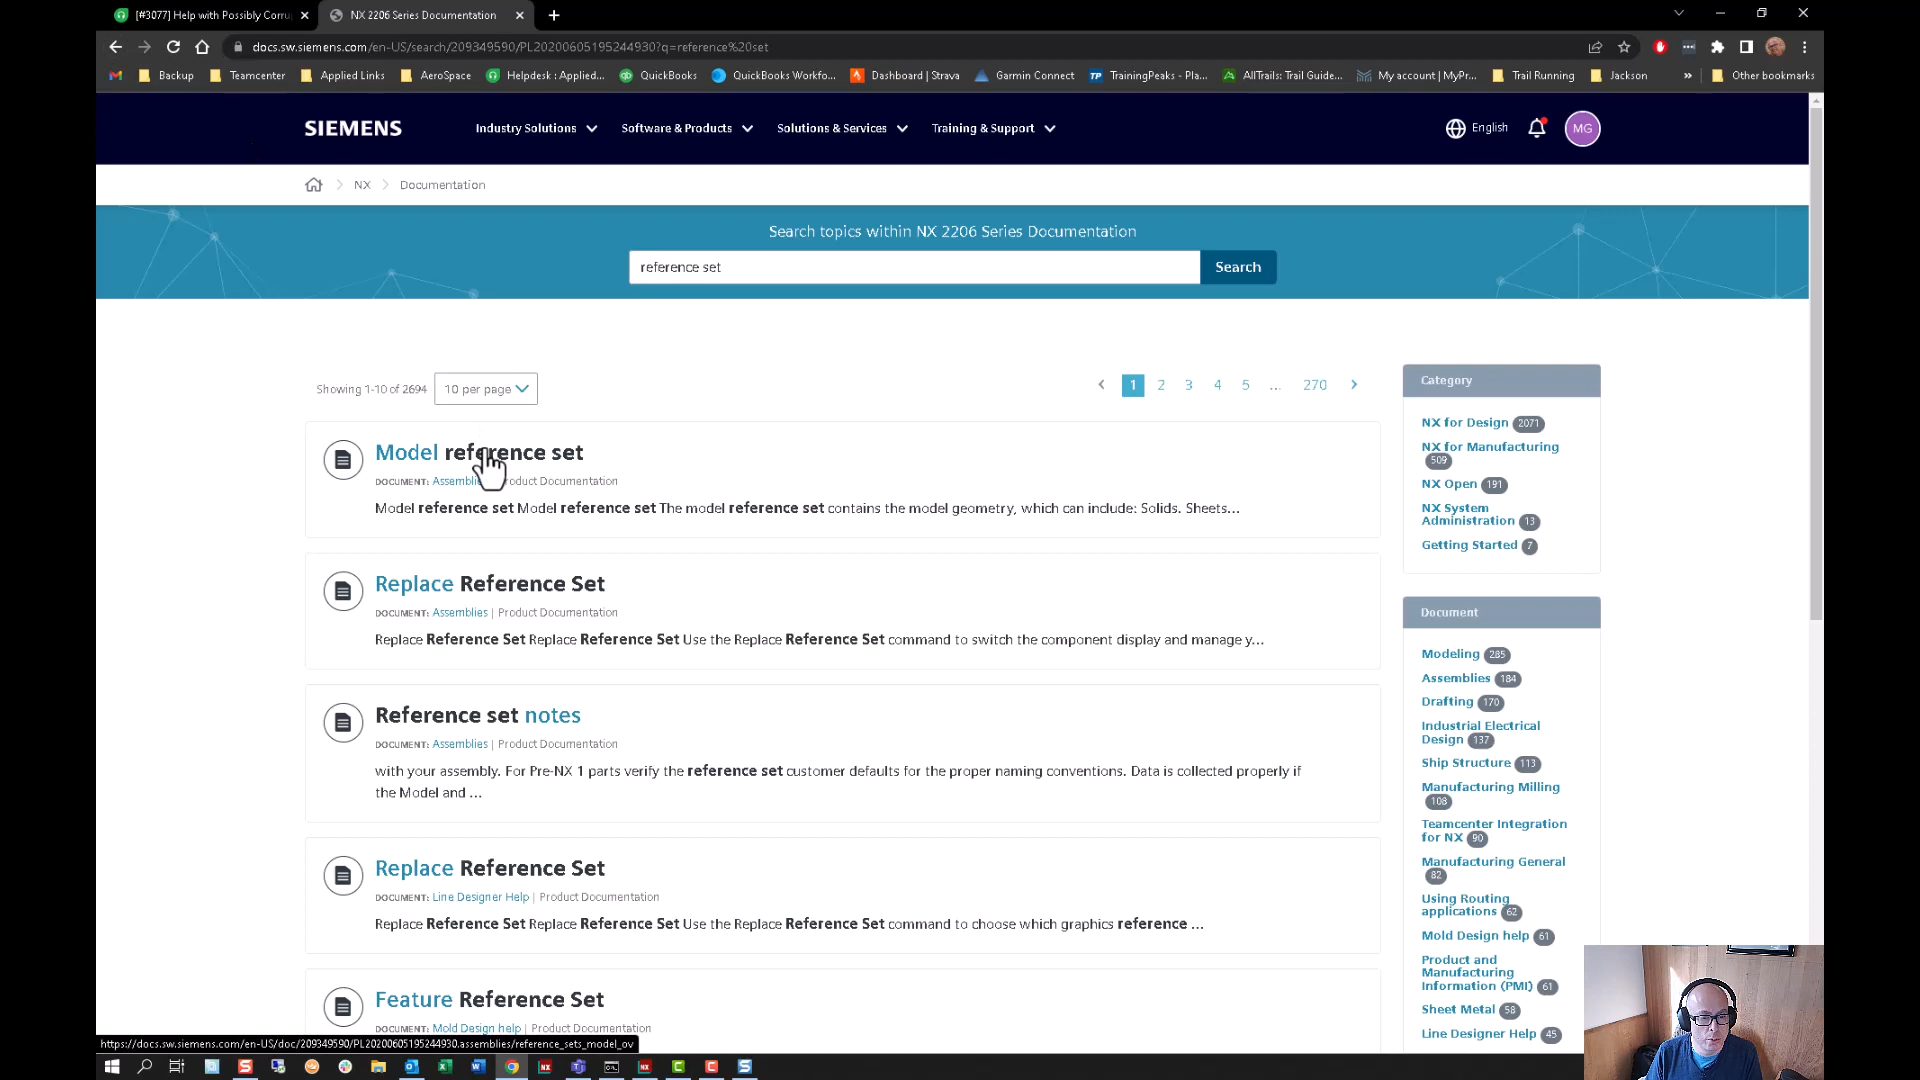 [#3077] Help with Possibly Corrup
NX 2206 Series Documentation
docs.sw.siemens.com/en-US/search/209349590/PL20200605195244930?q=reference%20set
Backup
Teamcenter
Applied Links
AeroSpace
Helpdesk : Applied...
QuickBooks
QuickBooks Workfo...
Dashboard | Strava
Garmin Connect
TrainingPeaks - Pla...
AllTrails: Trail Guide...
My account | MyPr...
Trail Running
Jackson
»
Other bookmarks
SIEMENS
Industry Solutions
Software & Products
Solutions & Services
Training & Support
English
MG
NX
Documentation
Search topics within NX 2206 Series Documentation
reference set
Search
Showing 1-10 of 2694
10 per page
1 2 3 4 5 ... 270
Model reference set
DOCUMENT: Assemblies | Product Documentation
Model reference set Model reference set The model reference set contains the model geometry, which can include: Solids. Sheets...
Replace Reference Set
DOCUMENT: Assemblies | Product Documentation
Replace Reference Set Replace Reference Set Use the Replace Reference Set command to switch the component display and manage y...
Reference set notes
DOCUMENT: Assemblies | Product Documentation
with your assembly. For Pre-NX 1 parts verify the reference set customer defaults for the proper naming conventions. Data is collected properly if
the Model and ...
Replace Reference Set
DOCUMENT: Line Designer Help | Product Documentation
Replace Reference Set Replace Reference Set Use the Replace Reference Set command to choose which graphics reference ...
Feature Reference Set
DOCUMENT: Mold Design help | Product Documentation
Category
NX for Design 2071
NX for Manufacturing
509
NX Open 191
NX System
Administration 13
Getting Started 7
Document
Modeling 285
Assemblies 184
Drafting 170
Industrial Electrical
Design 137
Ship Structure 113
Manufacturing Milling
108
Teamcenter Integration
for NX 90
Manufacturing General
82
Using Routing
applications 62
Mold Design help 61
Product and
Manufacturing
Information (PMI) 61
Sheet Metal 58
Line Designer Help 45
https://docs.sw.siemens.com/en-US/doc/209349590/PL20200605195244930.assemblies/reference_sets_model_ov